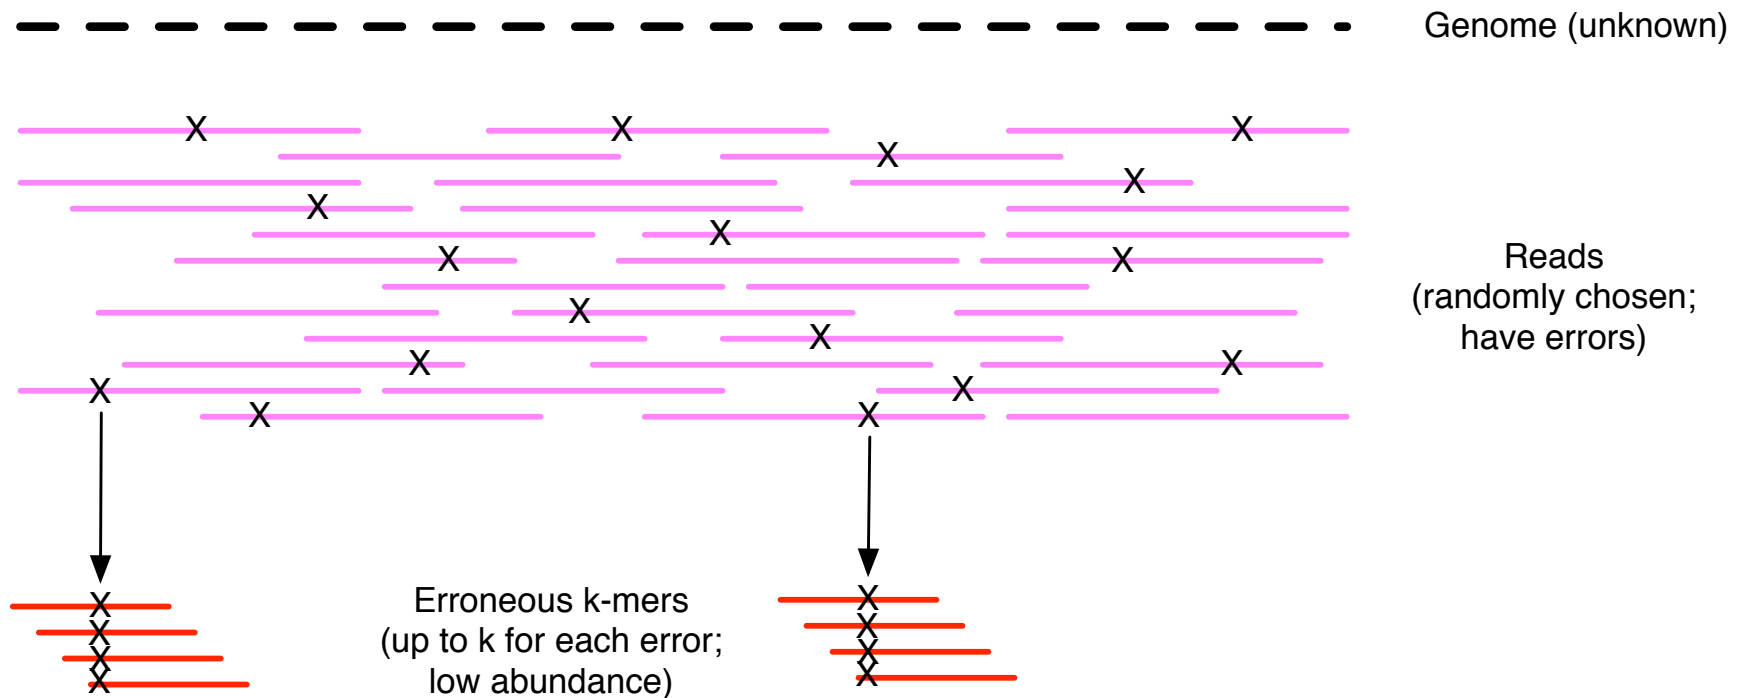 Genome (unknown)
X X X
X
X
X
X
X X
X
X
X X
X X
X X
Reads
(randomly chosen;
have errors)
X X
X X
X X
X X
Erroneous k-mers
(up to k for each error;
low abundance)